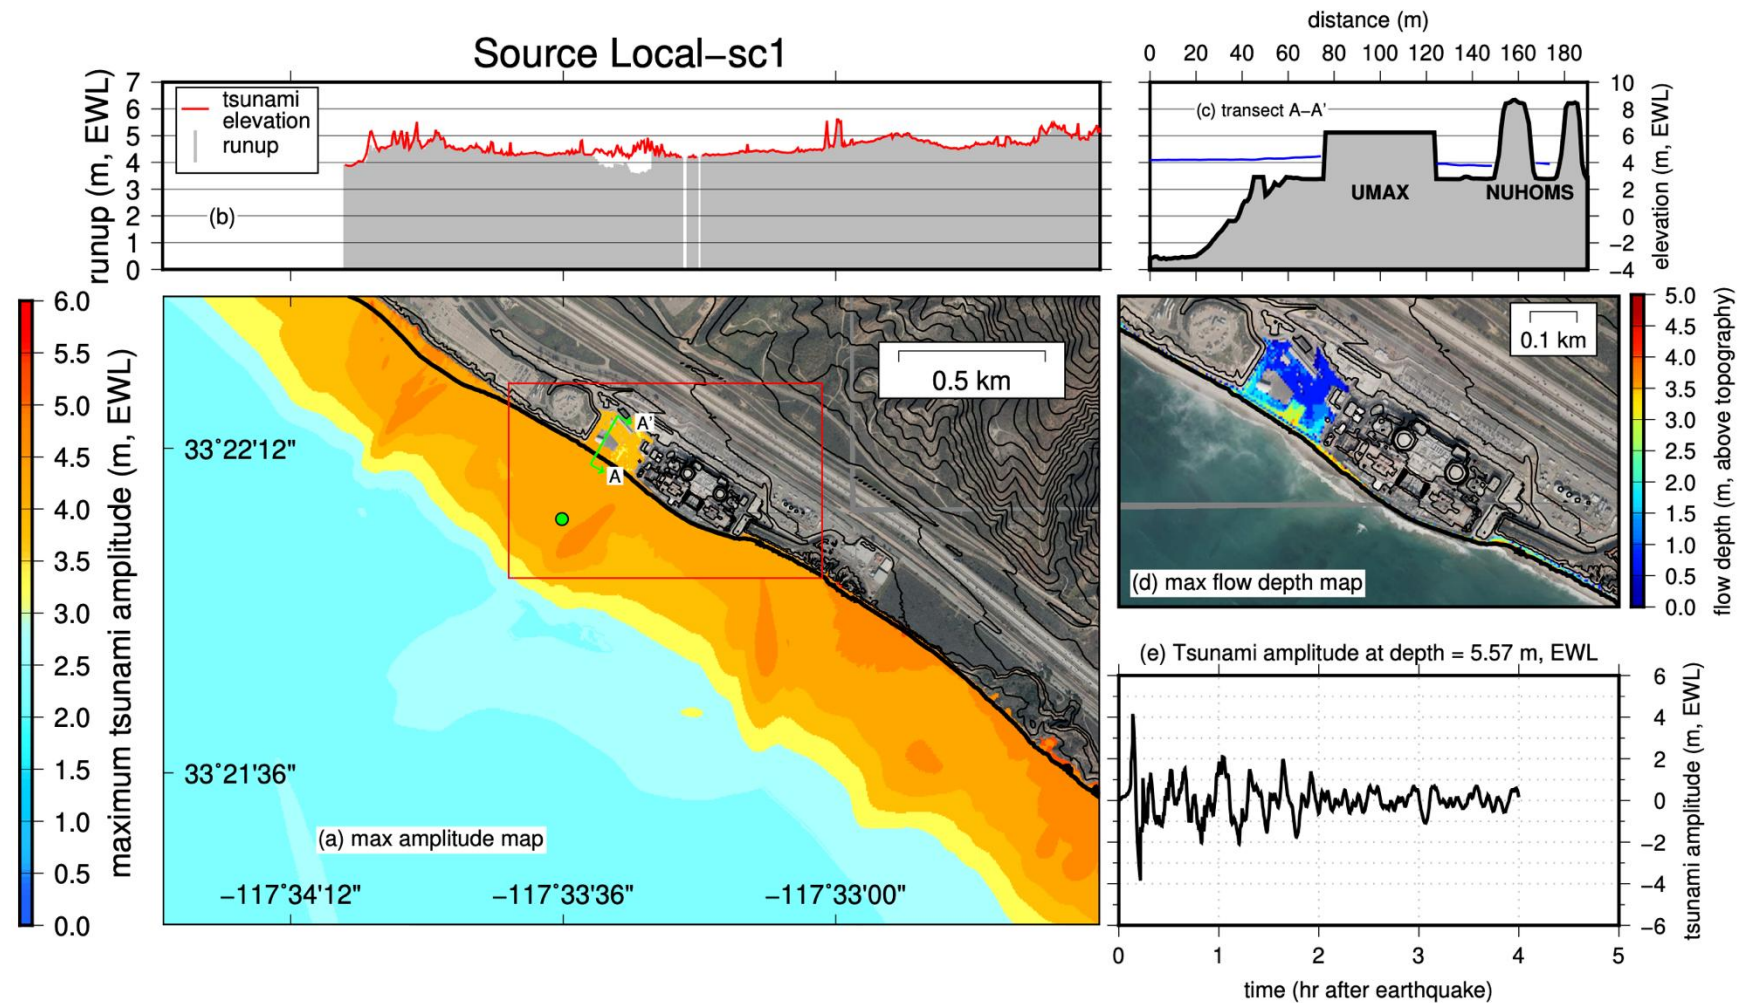 Source Local−sc1
7
6
5
4
3
2
1
0
runup (m, EWL)
tsunami
elevation
runup
(b)
distance (m)
0 20 40 60 80 100 120 140 160 180
(c) transect A−A'
UMAX
NUHOMS
10
8
6
4
2
0
−2
−4
elevation (m, EWL)
6.0
5.5
5.0
4.5
4.0
3.5
3.0
2.5
2.0
1.5
1.0
0.5
0.0
maximum tsunami amplitude (m, EWL)
0.5 km
33˚22'12"
A'
A
33˚21'36"
(a) max amplitude map
−117˚34'12" −117˚33'36" −117˚33'00"
0.1 km
(d) max flow depth map
5.0
4.5
4.0
3.5
3.0
2.5
2.0
1.5
1.0
0.5
0.0
flow depth (m, above topography)
(e) Tsunami amplitude at depth = 5.57 m, EWL
6
4
2
0
−2
−4
−6
tsunami amplitude (m, EWL)
0 1 2 3 4 5
time (hr after earthquake)